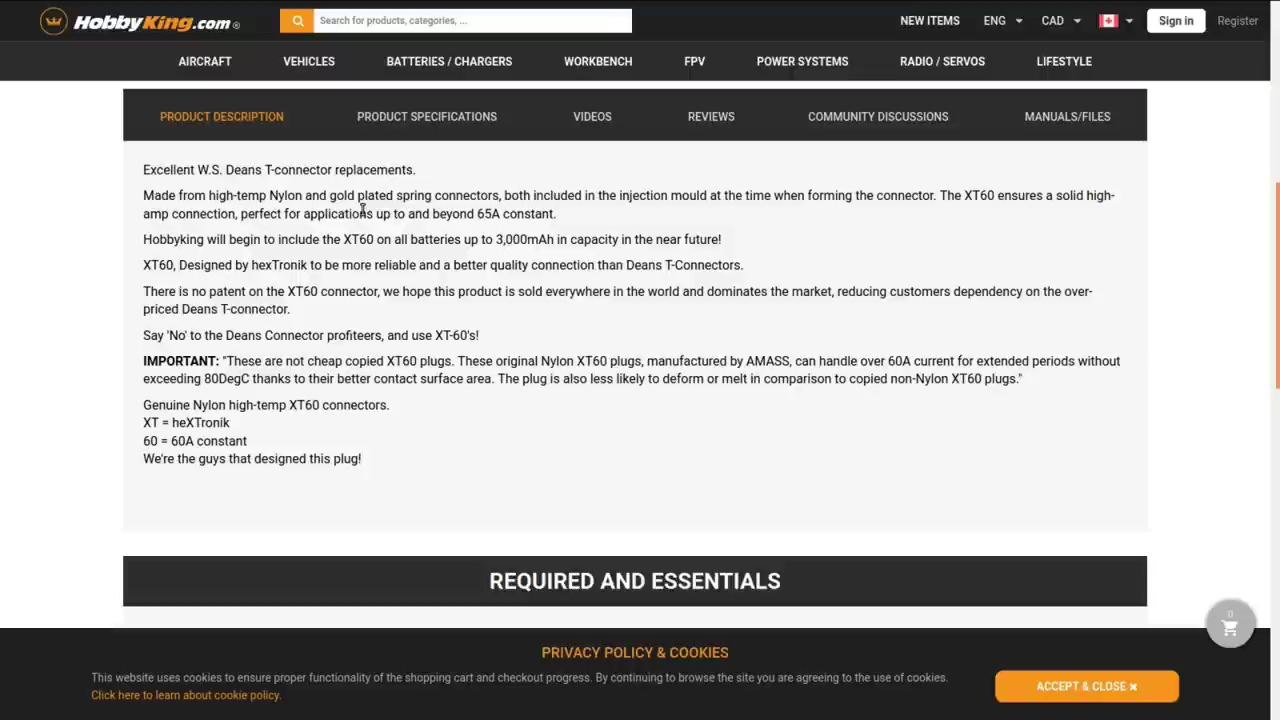 HobbyKing.com®
Search for products, categories, ...
NEW ITEMS
ENG
CAD
Sign in
Register
AIRCRAFT
VEHICLES
BATTERIES / CHARGERS
WORKBENCH
FPV
POWER SYSTEMS
RADIO / SERVOS
LIFESTYLE
PRODUCT DESCRIPTION
PRODUCT SPECIFICATIONS
VIDEOS
REVIEWS
COMMUNITY DISCUSSIONS
MANUALS/FILES
Excellent W.S. Deans T-connector replacements.
Made from high-temp Nylon and gold plated spring connectors, both included in the injection mould at the time when forming the connector. The XT60 ensures a solid high-
amp connection, perfect for applications up to and beyond 65A constant.
Hobbyking will begin to include the XT60 on all batteries up to 3,000mAh in capacity in the near future!
XT60, Designed by hexTronik to be more reliable and a better quality connection than Deans T-Connectors.
There is no patent on the XT60 connector, we hope this product is sold everywhere in the world and dominates the market, reducing customers dependency on the over-
priced Deans T-connector.
Say 'No' to the Deans Connector profiteers, and use XT-60's!
IMPORTANT: "These are not cheap copied XT60 plugs. These original Nylon XT60 plugs, manufactured by AMASS, can handle over 60A current for extended periods without
exceeding 80DegC thanks to their better contact surface area. The plug is also less likely to deform or melt in comparison to copied non-Nylon XT60 plugs."
Genuine Nylon high-temp XT60 connectors.
XT = heXTronik
60 = 60A constant
We're the guys that designed this plug!
REQUIRED AND ESSENTIALS
0
PRIVACY POLICY & COOKIES
This website uses cookies to ensure proper functionality of the shopping cart and checkout progress. By continuing to browse the site you are agreeing to the use of cookies.
Click here to learn about cookie policy.
ACCEPT & CLOSE ✖